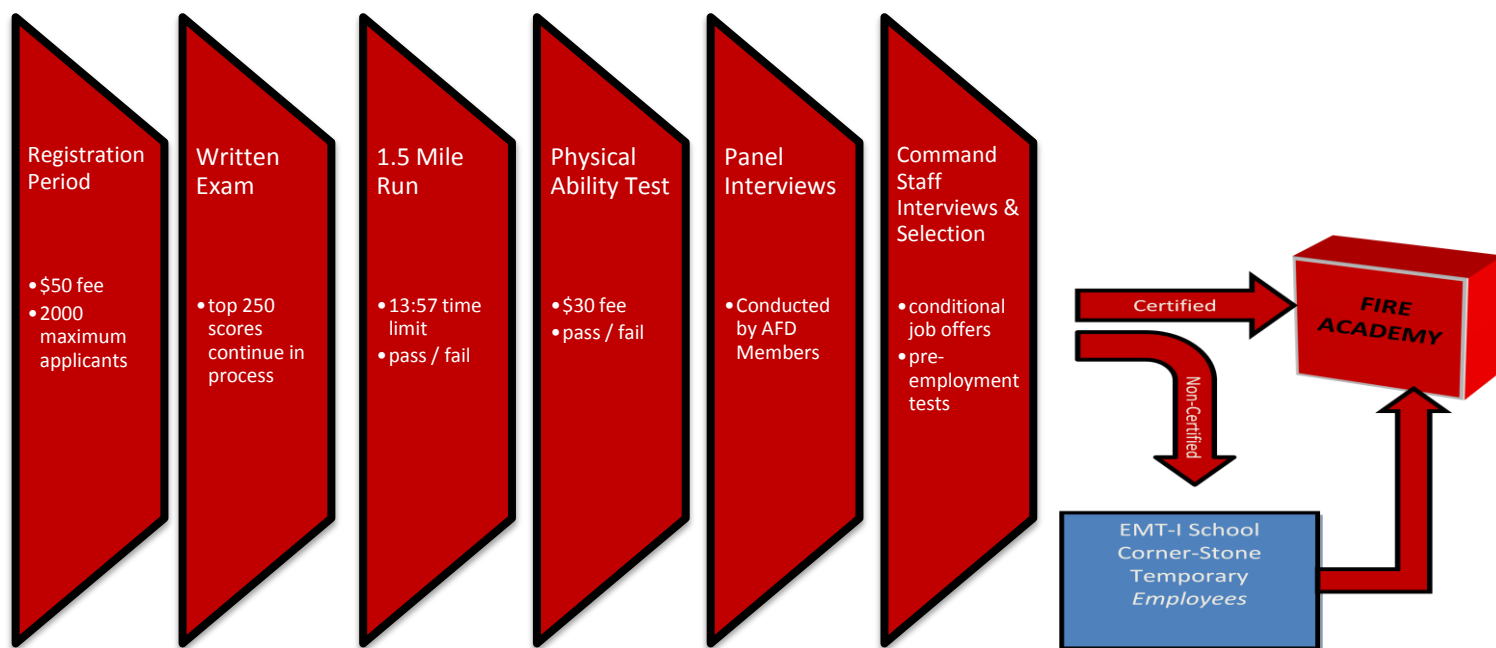 Registration
Period
• $50 fee
• 2000
maximum
applicants
Written
Exam
• top 250
scores
continue in
process
1.5 Mile
Run
• 13:57 time
limit
• pass / fail
Physical
Ability Test
• $30 fee
• pass / fail
Panel
Interviews
• Conducted
by AFD
Members
Command
Staff
Interviews &
Selection
• conditional
job offers
• pre-
employment
tests
Certified
Non-Certified
FIRE
ACADEMY
EMT-I School
Corner-Stone
Temporary
Employees